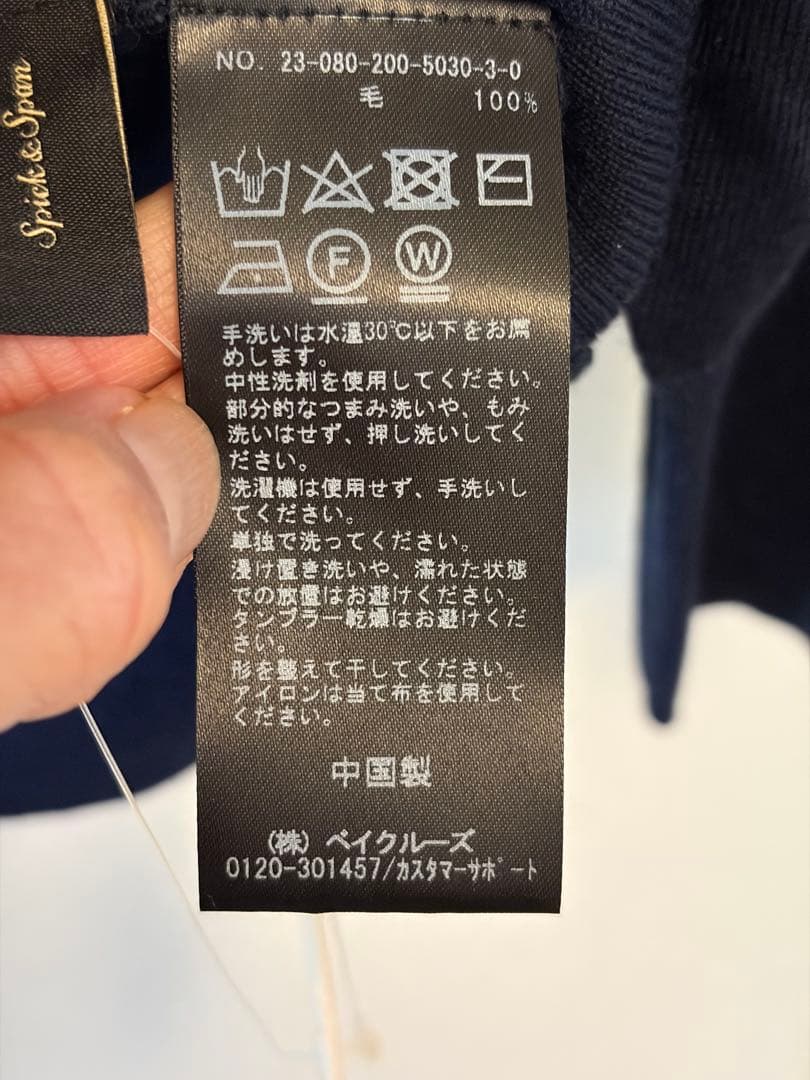 Spick & Span
NO. 23-080-200-5030-3-0
毛 100%
F W
手洗いは水温30℃以下をお薦
めします。
中性洗剤を使用してください。
部分的なつまみ洗いや、もみ
洗いはせず、押し洗いしてく
ださい。
洗濯機は使用せず、手洗いし
てください。
単独で洗ってください。
浸け置き洗いや、濡れた状態
での放置はお避けください。
タンブラー乾燥はお避けくだ
さい。
形を整えて干してください。
アイロンは当て布を使用して
ください。
中国製
(株) ベイクルーズ
0120-301457/カスタマーサポート